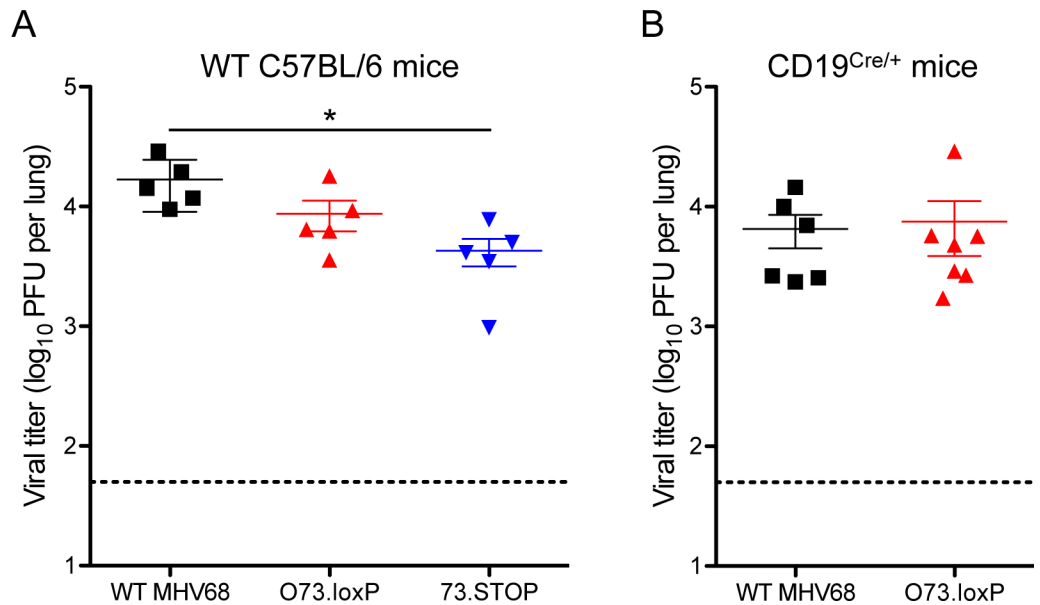 A
WT C57BL/6 mice
Viral titer (log₁₀ PFU per lung)
5
4
3
2
1
*
WT MHV68 O73.loxP 73.STOP
B
CD19ᶜʳᵉ/⁺ mice
Viral titer (log₁₀ PFU per lung)
5
4
3
2
1
WT MHV68 O73.loxP